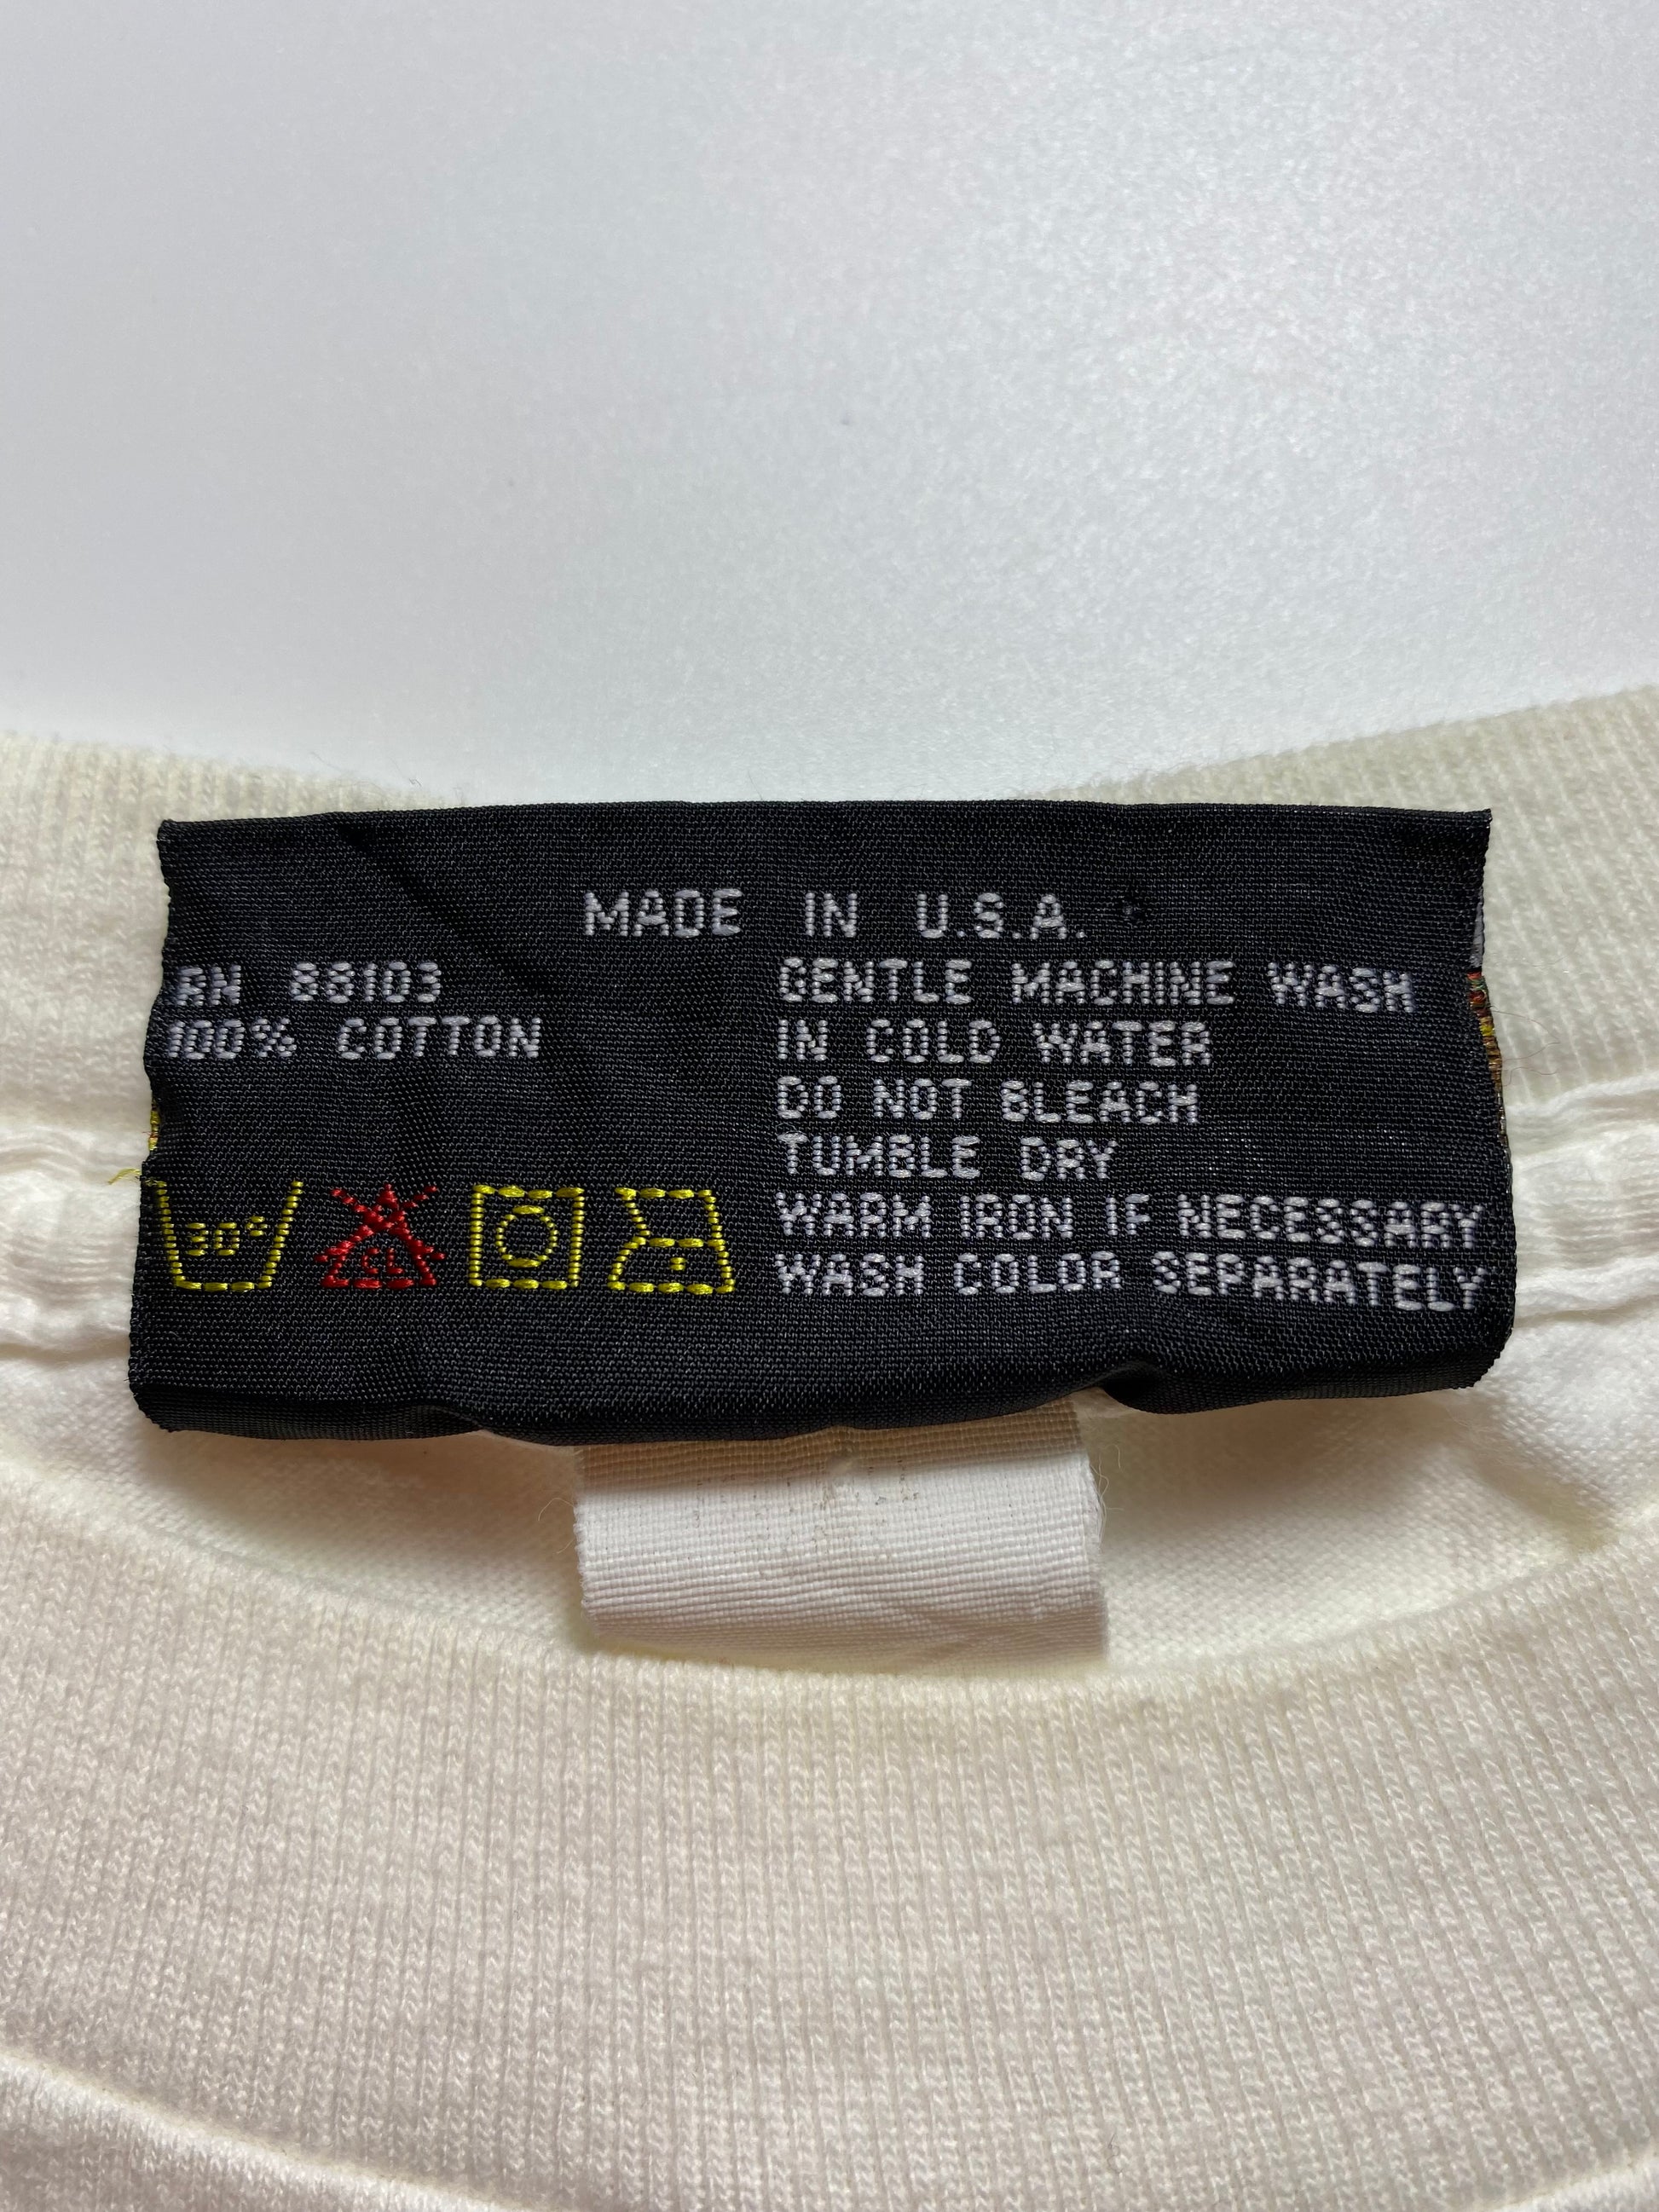 MADE IN U.S.A.
RN 88103
100% COTTON
GENTLE MACHINE WASH
IN COLD WATER
DO NOT BLEACH
TUMBLE DRY
WARM IRON IF NECESSARY
WASH COLOR SEPARATELY
30°
CL